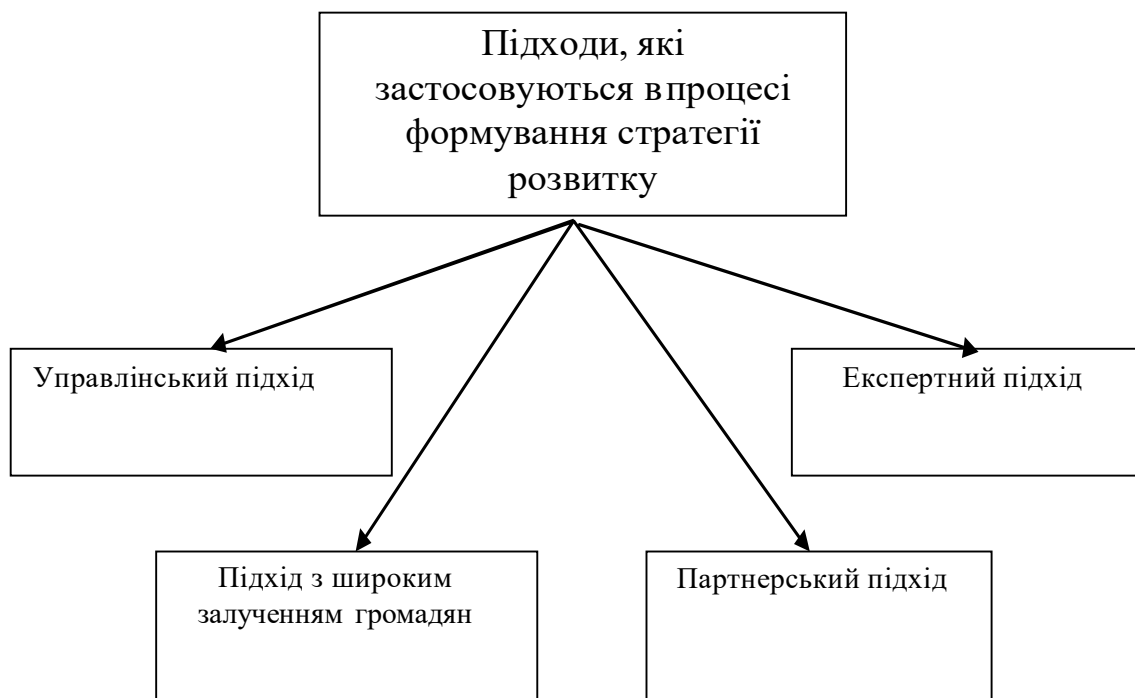 Підходи, які
застосовуються в процесі
формування стратегії
розвитку
Управлінський підхід
Експертний підхід
Підхід з широким
залученням громадян
Партнерський підхід